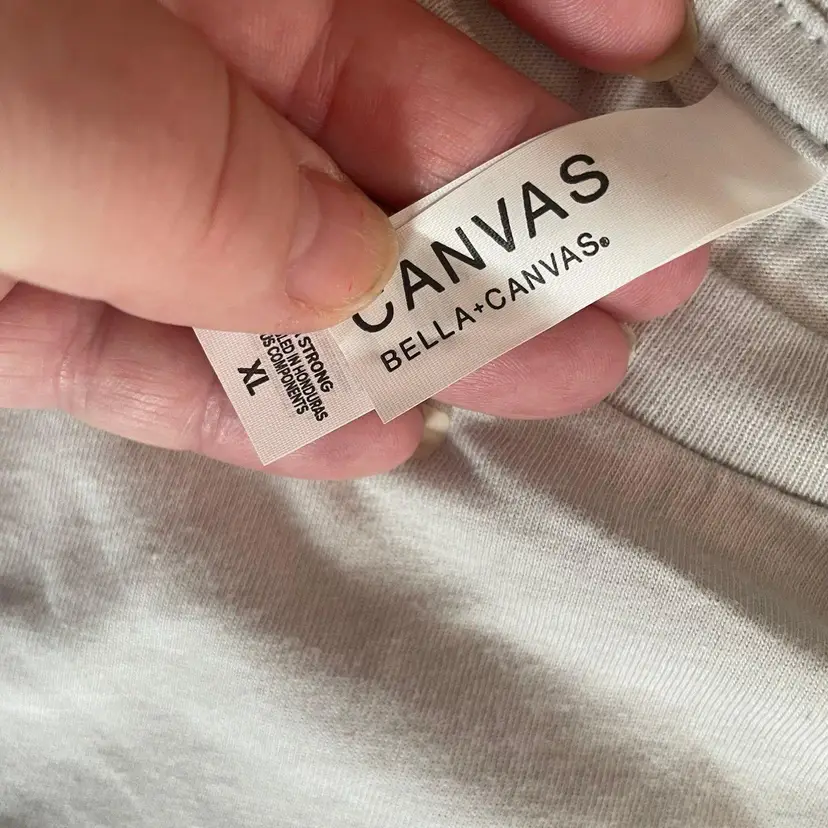 CANVAS
BELLA+CANVAS®
STRONG
LED IN HONDURAS
US COMPONENTS
XL